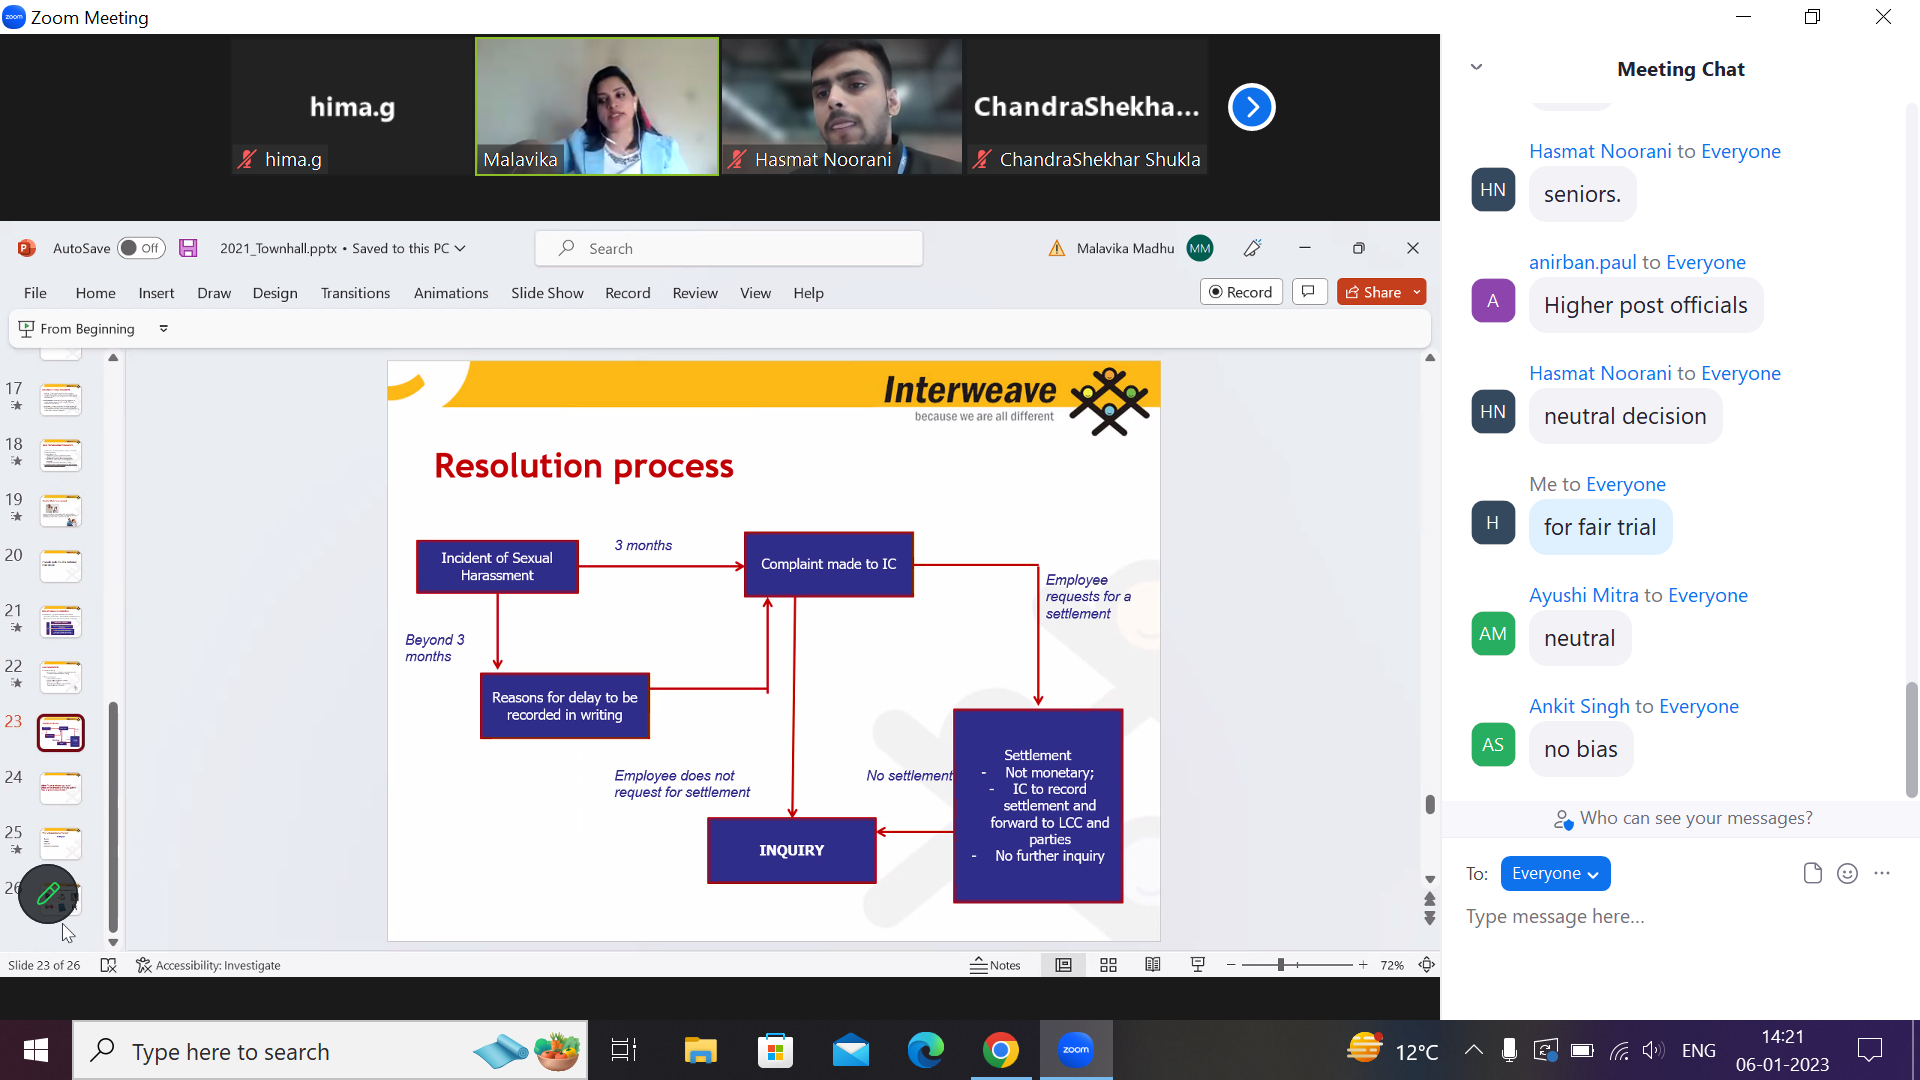 zoom
Zoom Meeting
hima.g
hima.g
Malavika
Hasmat Noorani
ChandraShekha...
ChandraShekhar Shukla
AutoSave
Off
2021_Townhall.pptx • Saved to this PC
Search
Malavika Madhu
MM
File
Home
Insert
Draw
Design
Transitions
Animations
Slide Show
Record
Review
View
Help
Record
Share
From Beginning
17
18
19
20
21
22
23
24
25
26
Interweave
because we are all different
Resolution process
Incident of Sexual
Harassment
3 months
Complaint made to IC
Employee
requests for a
settlement
Beyond 3
months
Reasons for delay to be
recorded in writing
Employee does not
request for settlement
No settlement
Settlement
- Not monetary;
- IC to record
settlement and
forward to LCC and
parties
- No further inquiry
INQUIRY
Slide 23 of 26
Accessibility: Investigate
Notes
72%
Meeting Chat
Hasmat Noorani to Everyone
HN
seniors.
anirban.paul to Everyone
A
Higher post officials
Hasmat Noorani to Everyone
HN
neutral decision
Me to Everyone
H
for fair trial
Ayushi Mitra to Everyone
AM
neutral
Ankit Singh to Everyone
AS
no bias
Who can see your messages?
To:
Everyone
Type message here...
Type here to search
zoom
12°C
ENG
14:21
06-01-2023